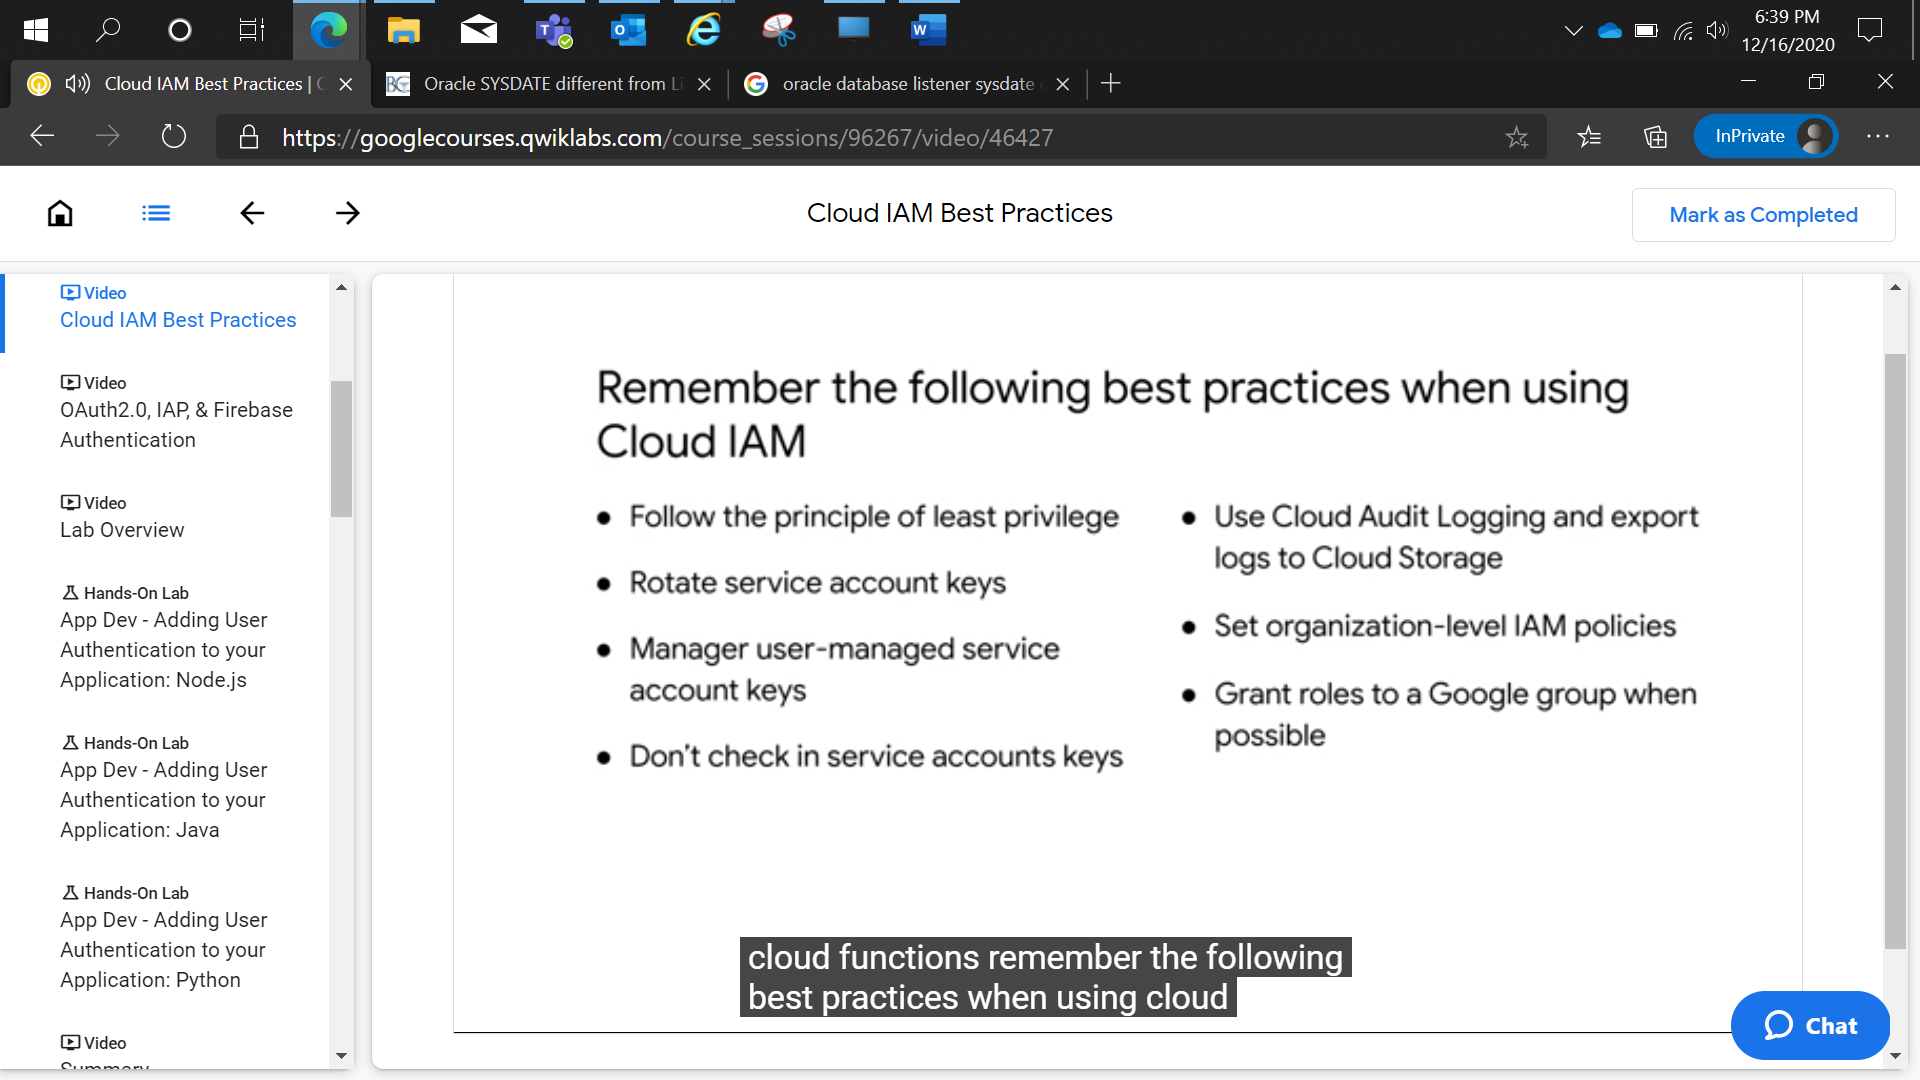 6:39 PM
12/16/2020
Cloud IAM Best Practices |
Oracle SYSDATE different from Li
oracle database listener sysdate
https://googlecourses.qwiklabs.com/course_sessions/96267/video/46427
InPrivate
Cloud IAM Best Practices
Mark as Completed
Video
Cloud IAM Best Practices
Video
OAuth2.0, IAP, & Firebase
Authentication
Video
Lab Overview
Hands-On Lab
App Dev - Adding User
Authentication to your
Application: Node.js
Hands-On Lab
App Dev - Adding User
Authentication to your
Application: Java
Hands-On Lab
App Dev - Adding User
Authentication to your
Application: Python
Video
Summary
Remember the following best practices when using
Cloud IAM
● Follow the principle of least privilege
● Rotate service account keys
● Manager user-managed service
account keys
● Don't check in service accounts keys
● Use Cloud Audit Logging and export
logs to Cloud Storage
● Set organization-level IAM policies
● Grant roles to a Google group when
possible
cloud functions remember the following
best practices when using cloud
Chat